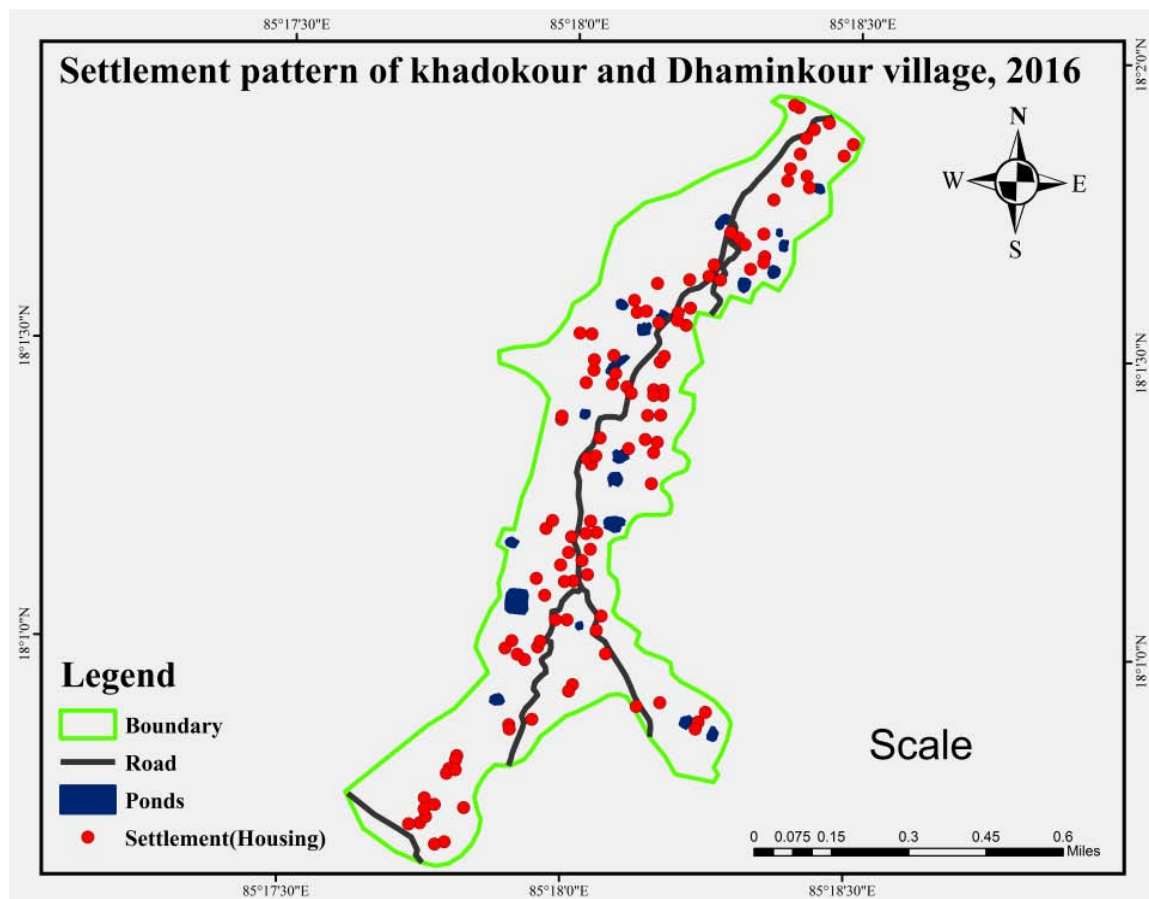 85°17'30"E 85°18'0"E 85°18'30"E
Settlement pattern of khadokour and Dhaminkour village, 2016
18°2'0"N
N
W E
S
18°1'30"N
18°1'30"N
18°1'0"N
18°1'0"N
Legend
Boundary
Road
Ponds
Settlement(Housing)
Scale
0 0.075 0.15 0.3 0.45 0.6
Miles
85°17'30"E 85°18'0"E 85°18'30"E